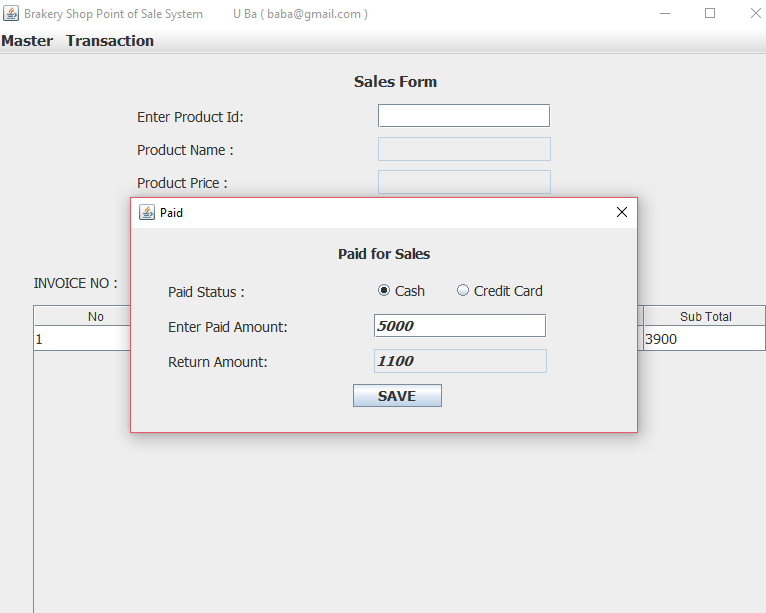 Brakery Shop Point of Sale System U Ba ( baba@gmail.com )
Master Transaction
Sales Form
Enter Product Id:
Product Name :
Product Price :
Paid
Paid for Sales
INVOICE NO :
Paid Status : Cash Credit Card
No Sub Total
Enter Paid Amount: 5000
1 3900
Return Amount: 1100
SAVE